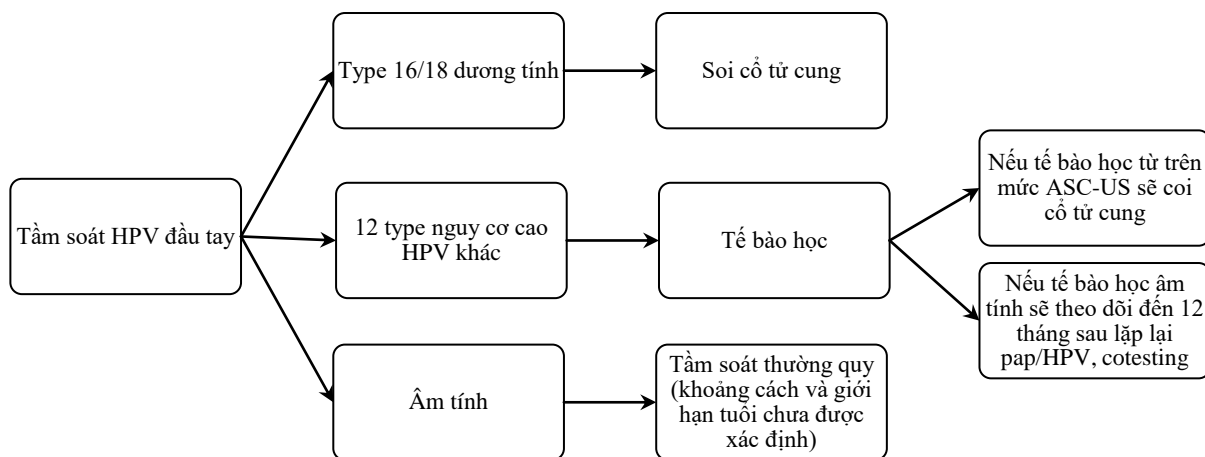 Tầm soát HPV đầu tay
Type 16/18 dương tính
Soi cổ tử cung
12 type nguy cơ cao
HPV khác
Tế bào học
Nếu tế bào học từ trên
mức ASC-US sẽ coi
cổ tử cung
Nếu tế bào học âm
tính sẽ theo dõi đến 12
tháng sau lặp lại
pap/HPV, cotesting
Âm tính
Tầm soát thường quy
(khoảng cách và giới
hạn tuổi chưa được
xác định)